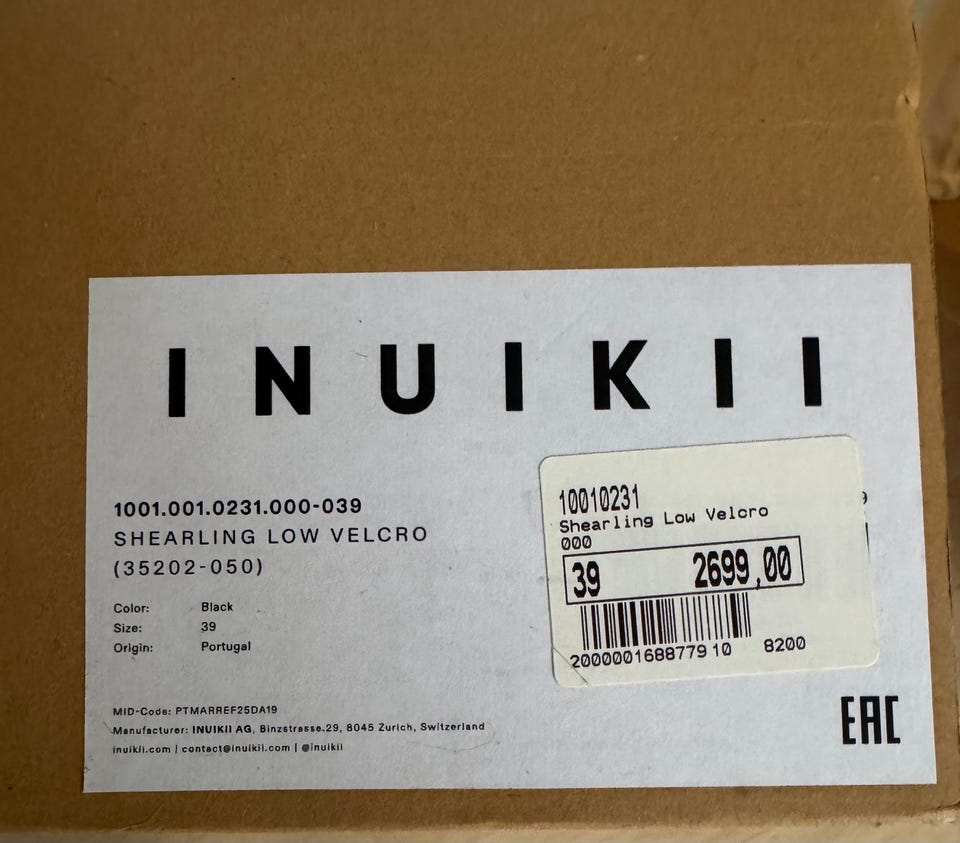 INUIKII
1001.001.0231.000-039
SHEARLING LOW VELCRO
(35202-050)
Color: Black
Size: 39
Origin: Portugal
MID-Code: PTMARREF25DA19
Manufacturer: INUIKII AG, Binzstrasse.29, 8045 Zurich, Switzerland
inuikii.com | contact@inuikii.com | @inuikii
10010231
Shearling Low Velcro
000
39 2699,00
2000001688779 10 8200
9
EAC